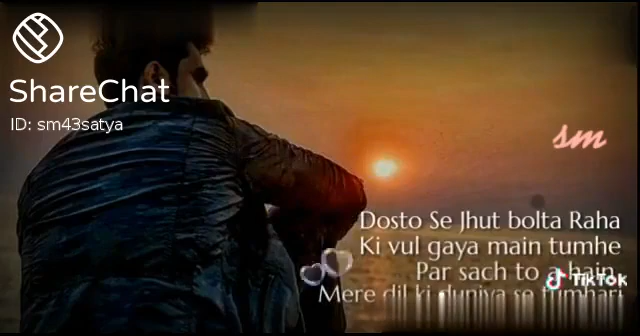 ShareChat
ID: sm43satya
sm
Dosto Se Jhut bolta Raha
Ki vul gaya main tumhe
Par sach to a hain
TikTok
Mere dil ki duniya se tumhari